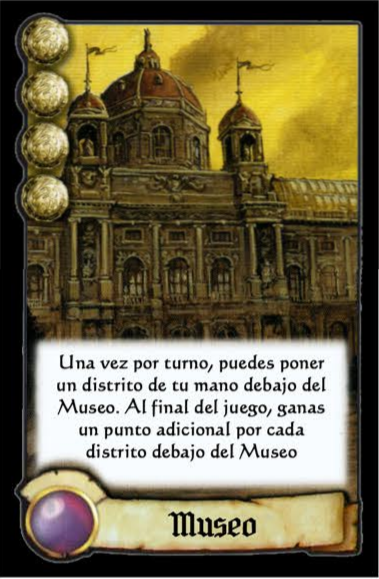 Una vez por turno, puedes poner
un distrito de tu mano debajo del
Museo. Al final del juego, ganas
un punto adicional por cada
distrito debajo del Museo
Museo